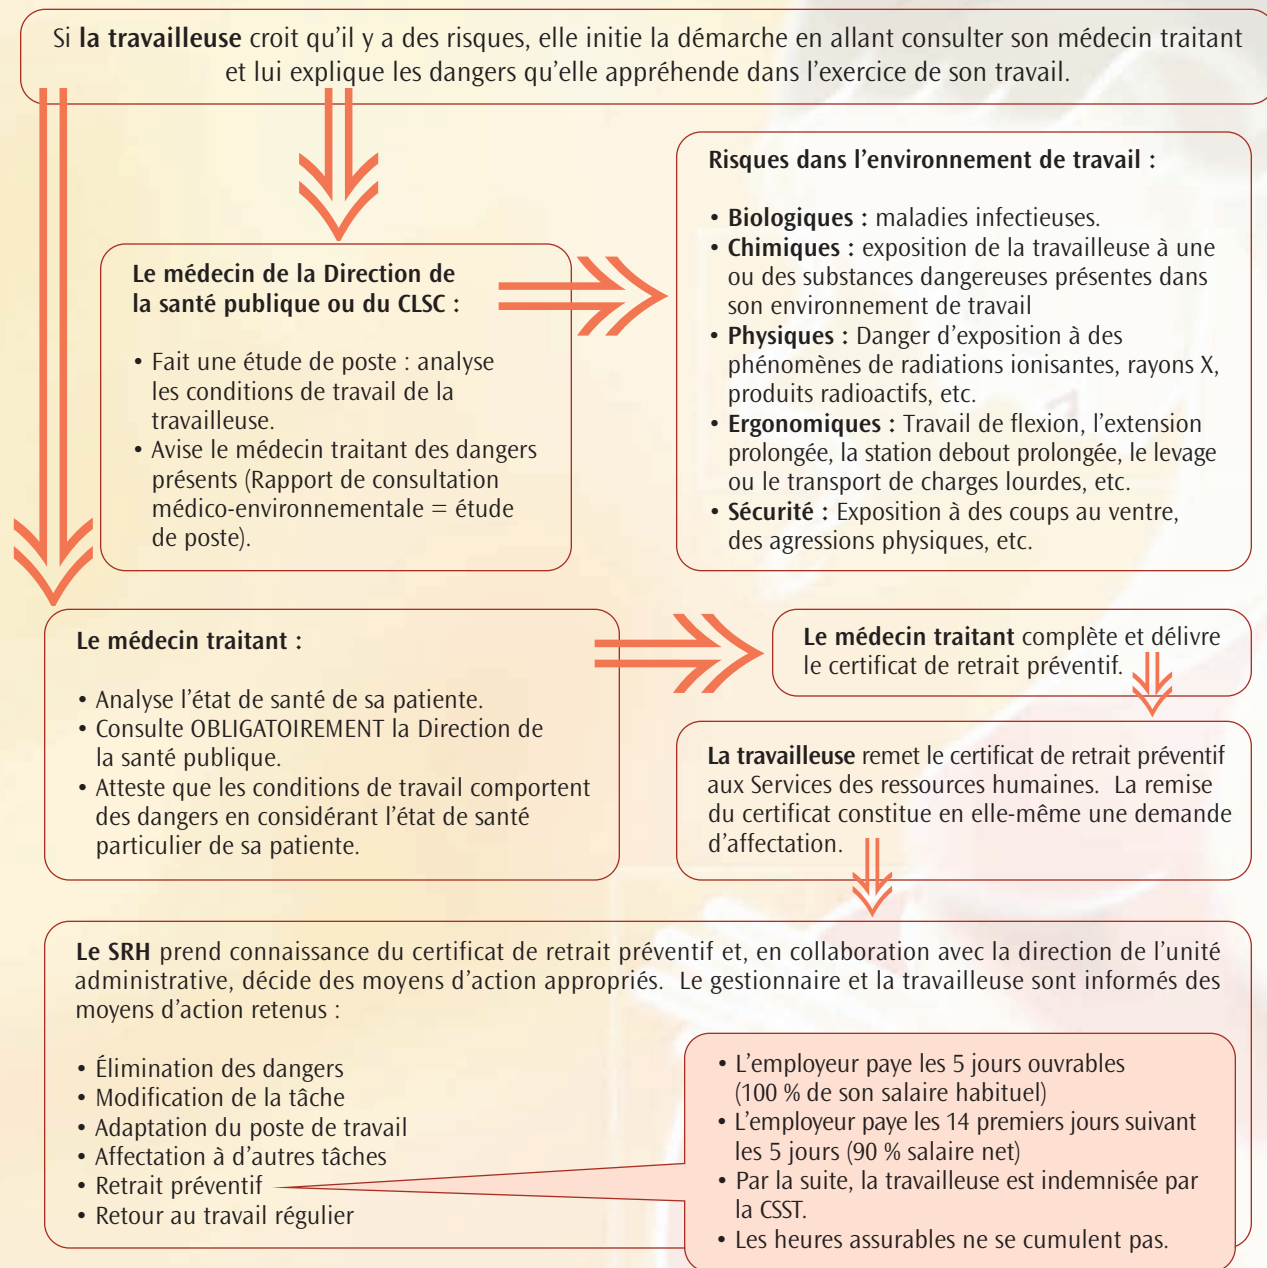 Si la travailleuse croit qu'il y a des risques, elle initie la démarche en allant consulter son médecin traitant
et lui explique les dangers qu'elle appréhende dans l'exercice de son travail.
Le médecin de la Direction de
la santé publique ou du CLSC :
• Fait une étude de poste : analyse
les conditions de travail de la
travailleuse.
• Avise le médecin traitant des dangers
présents (Rapport de consultation
médico-environnementale = étude
de poste).
Risques dans l'environnement de travail :
• Biologiques : maladies infectieuses.
• Chimiques : exposition de la travailleuse à une
ou des substances dangereuses présentes dans
son environnement de travail
• Physiques : Danger d'exposition à des
phénomènes de radiations ionisantes, rayons X,
produits radioactifs, etc.
• Ergonomiques : Travail de flexion, l'extension
prolongée, la station debout prolongée, le levage
ou le transport de charges lourdes, etc.
• Sécurité : Exposition à des coups au ventre,
des agressions physiques, etc.
Le médecin traitant :
• Analyse l'état de santé de sa patiente.
• Consulte OBLIGATOIREMENT la Direction de
la santé publique.
• Atteste que les conditions de travail comportent
des dangers en considérant l'état de santé
particulier de sa patiente.
Le médecin traitant complète et délivre
le certificat de retrait préventif.
La travailleuse remet le certificat de retrait préventif
aux Services des ressources humaines. La remise
du certificat constitue en elle-même une demande
d'affectation.
Le SRH prend connaissance du certificat de retrait préventif et, en collaboration avec la direction de l'unité
administrative, décide des moyens d'action appropriés. Le gestionnaire et la travailleuse sont informés des
moyens d'action retenus :
• Élimination des dangers
• Modification de la tâche
• Adaptation du poste de travail
• Affectation à d'autres tâches
• Retrait préventif
• Retour au travail régulier
• L'employeur paye les 5 jours ouvrables
(100 % de son salaire habituel)
• L'employeur paye les 14 premiers jours suivant
les 5 jours (90 % salaire net)
• Par la suite, la travailleuse est indemnisée par
la CSST.
• Les heures assurables ne se cumulent pas.